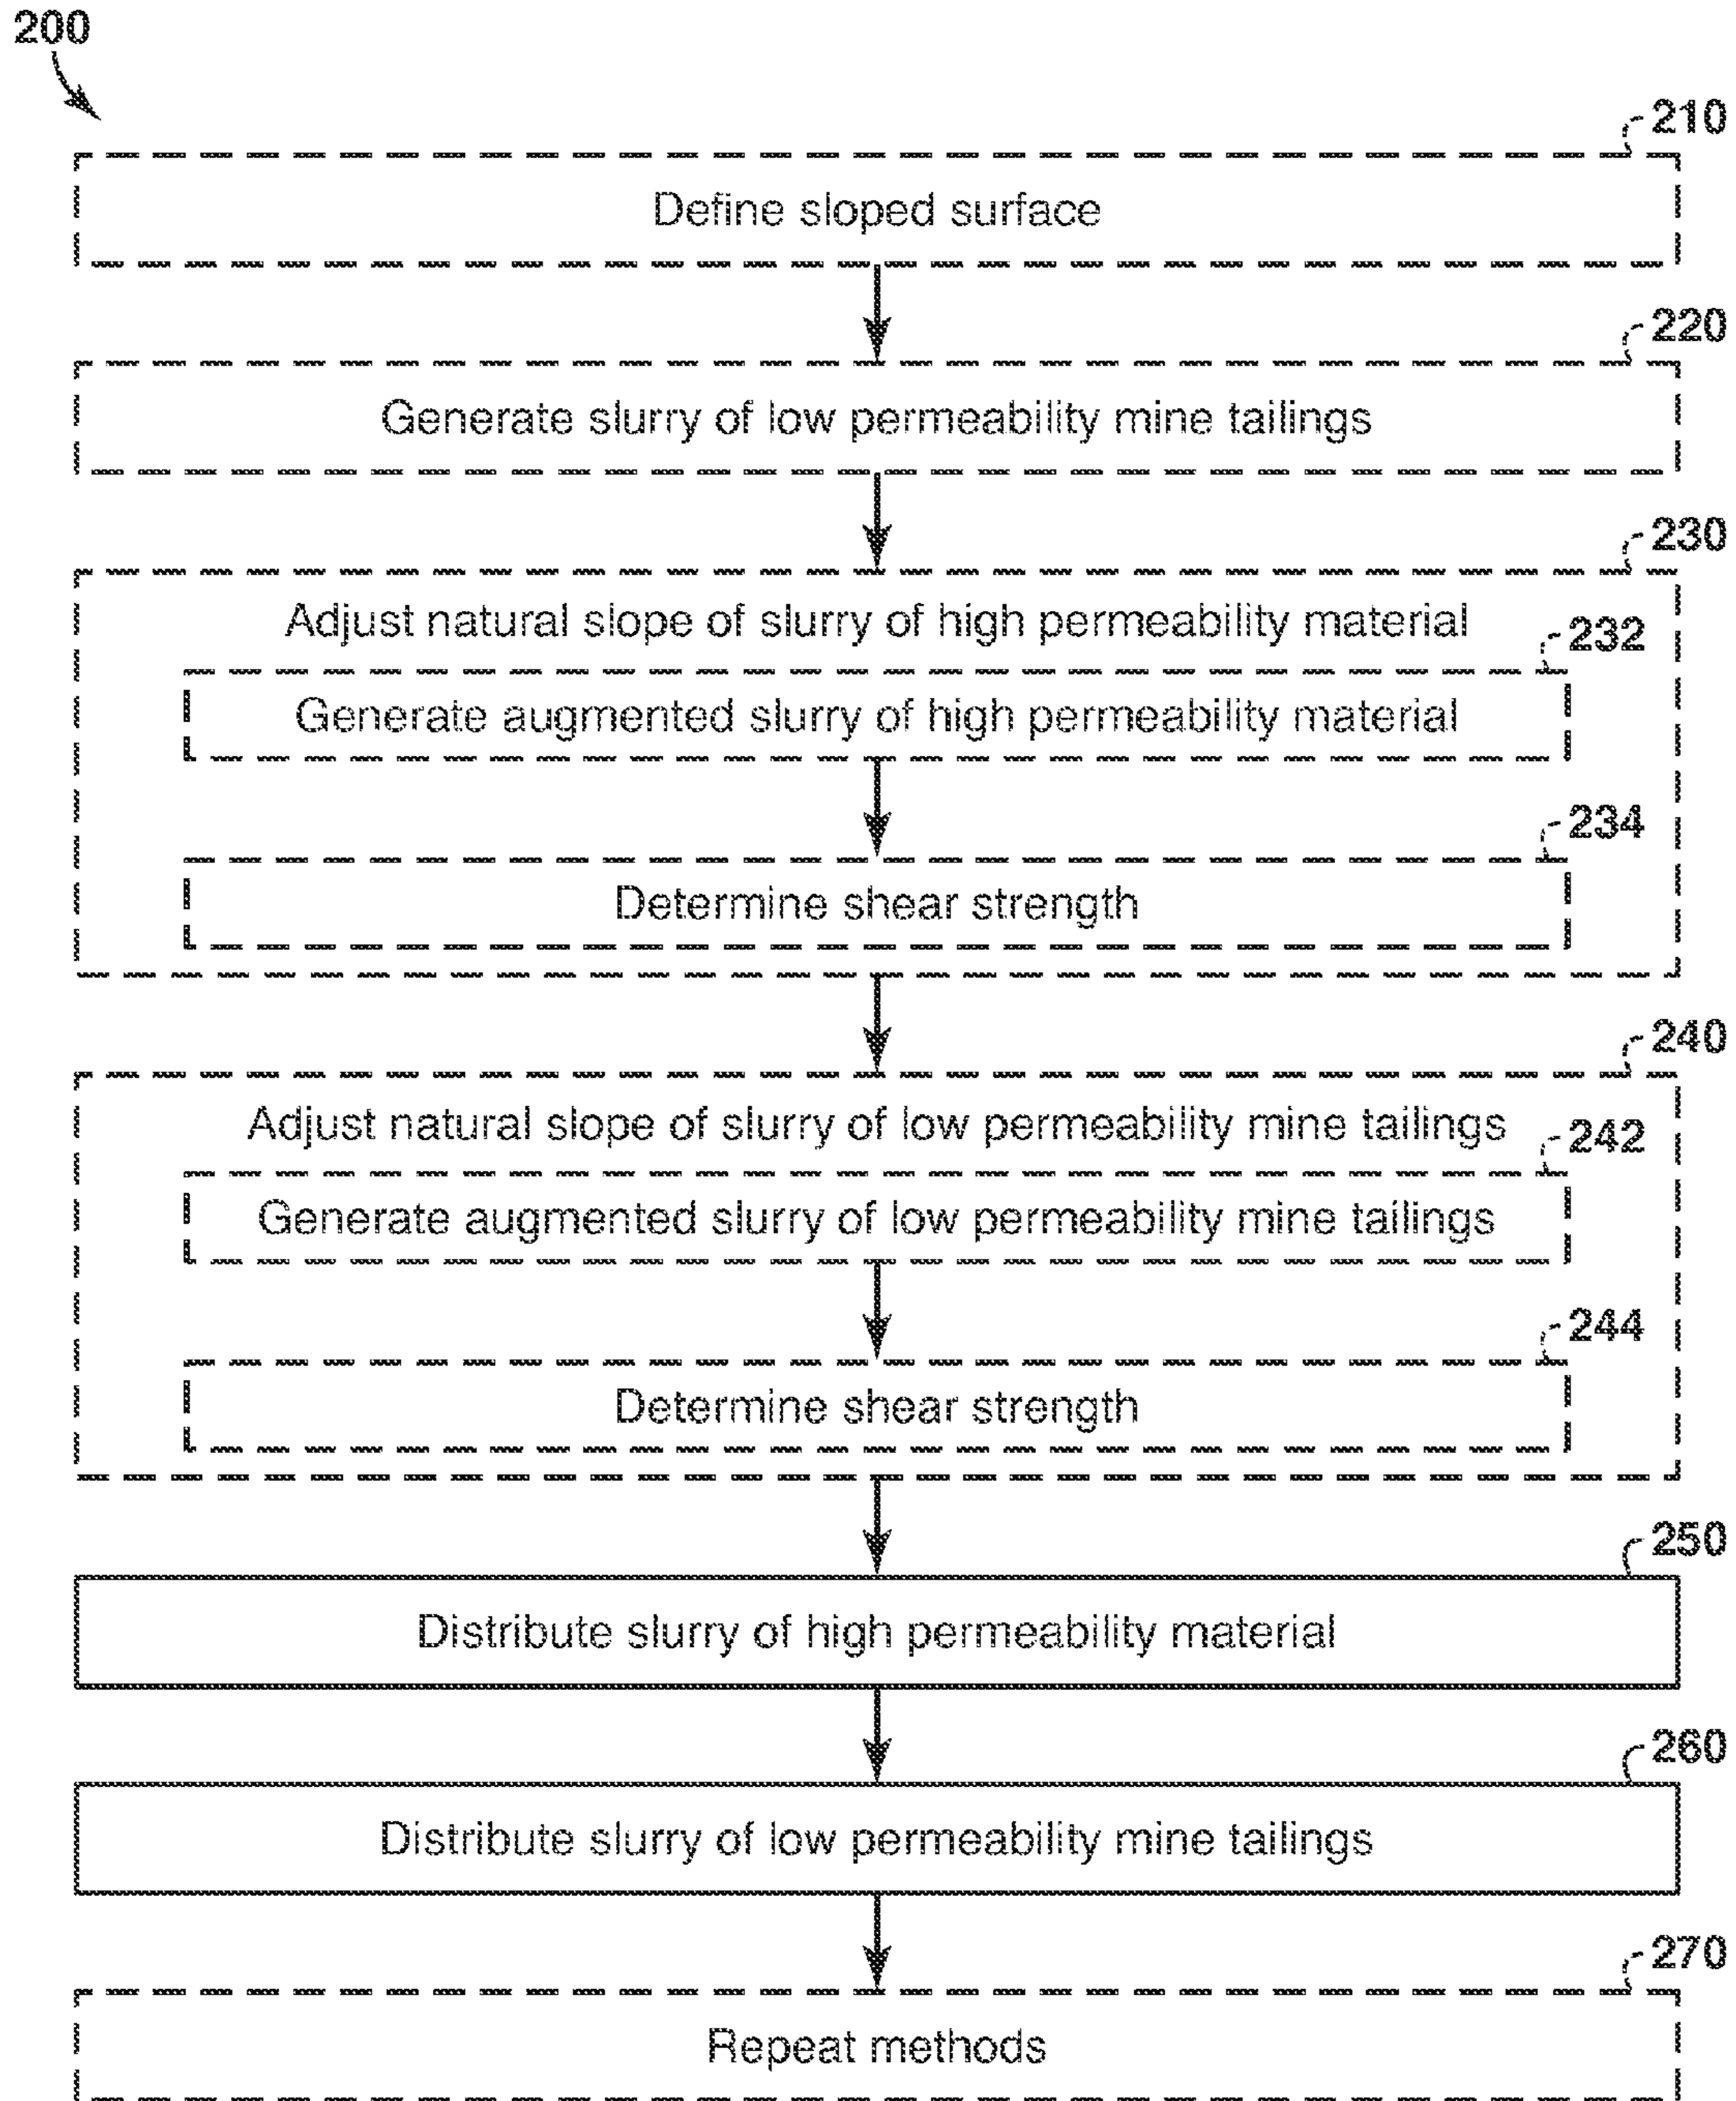 200
210
Define sloped surface
220
Generate slurry of low permeability mine tailings
230
Adjust natural slope of slurry of high permeability material
232
Generate augmented slurry of high permeability material
234
Determine shear strength
240
Adjust natural slope of slurry of low permeability mine tailings
242
Generate augmented slurry of low permeability mine tailings
244
Determine shear strength
250
Distribute slurry of high permeability material
260
Distribute slurry of low permeability mine tailings
270
Repeat methods